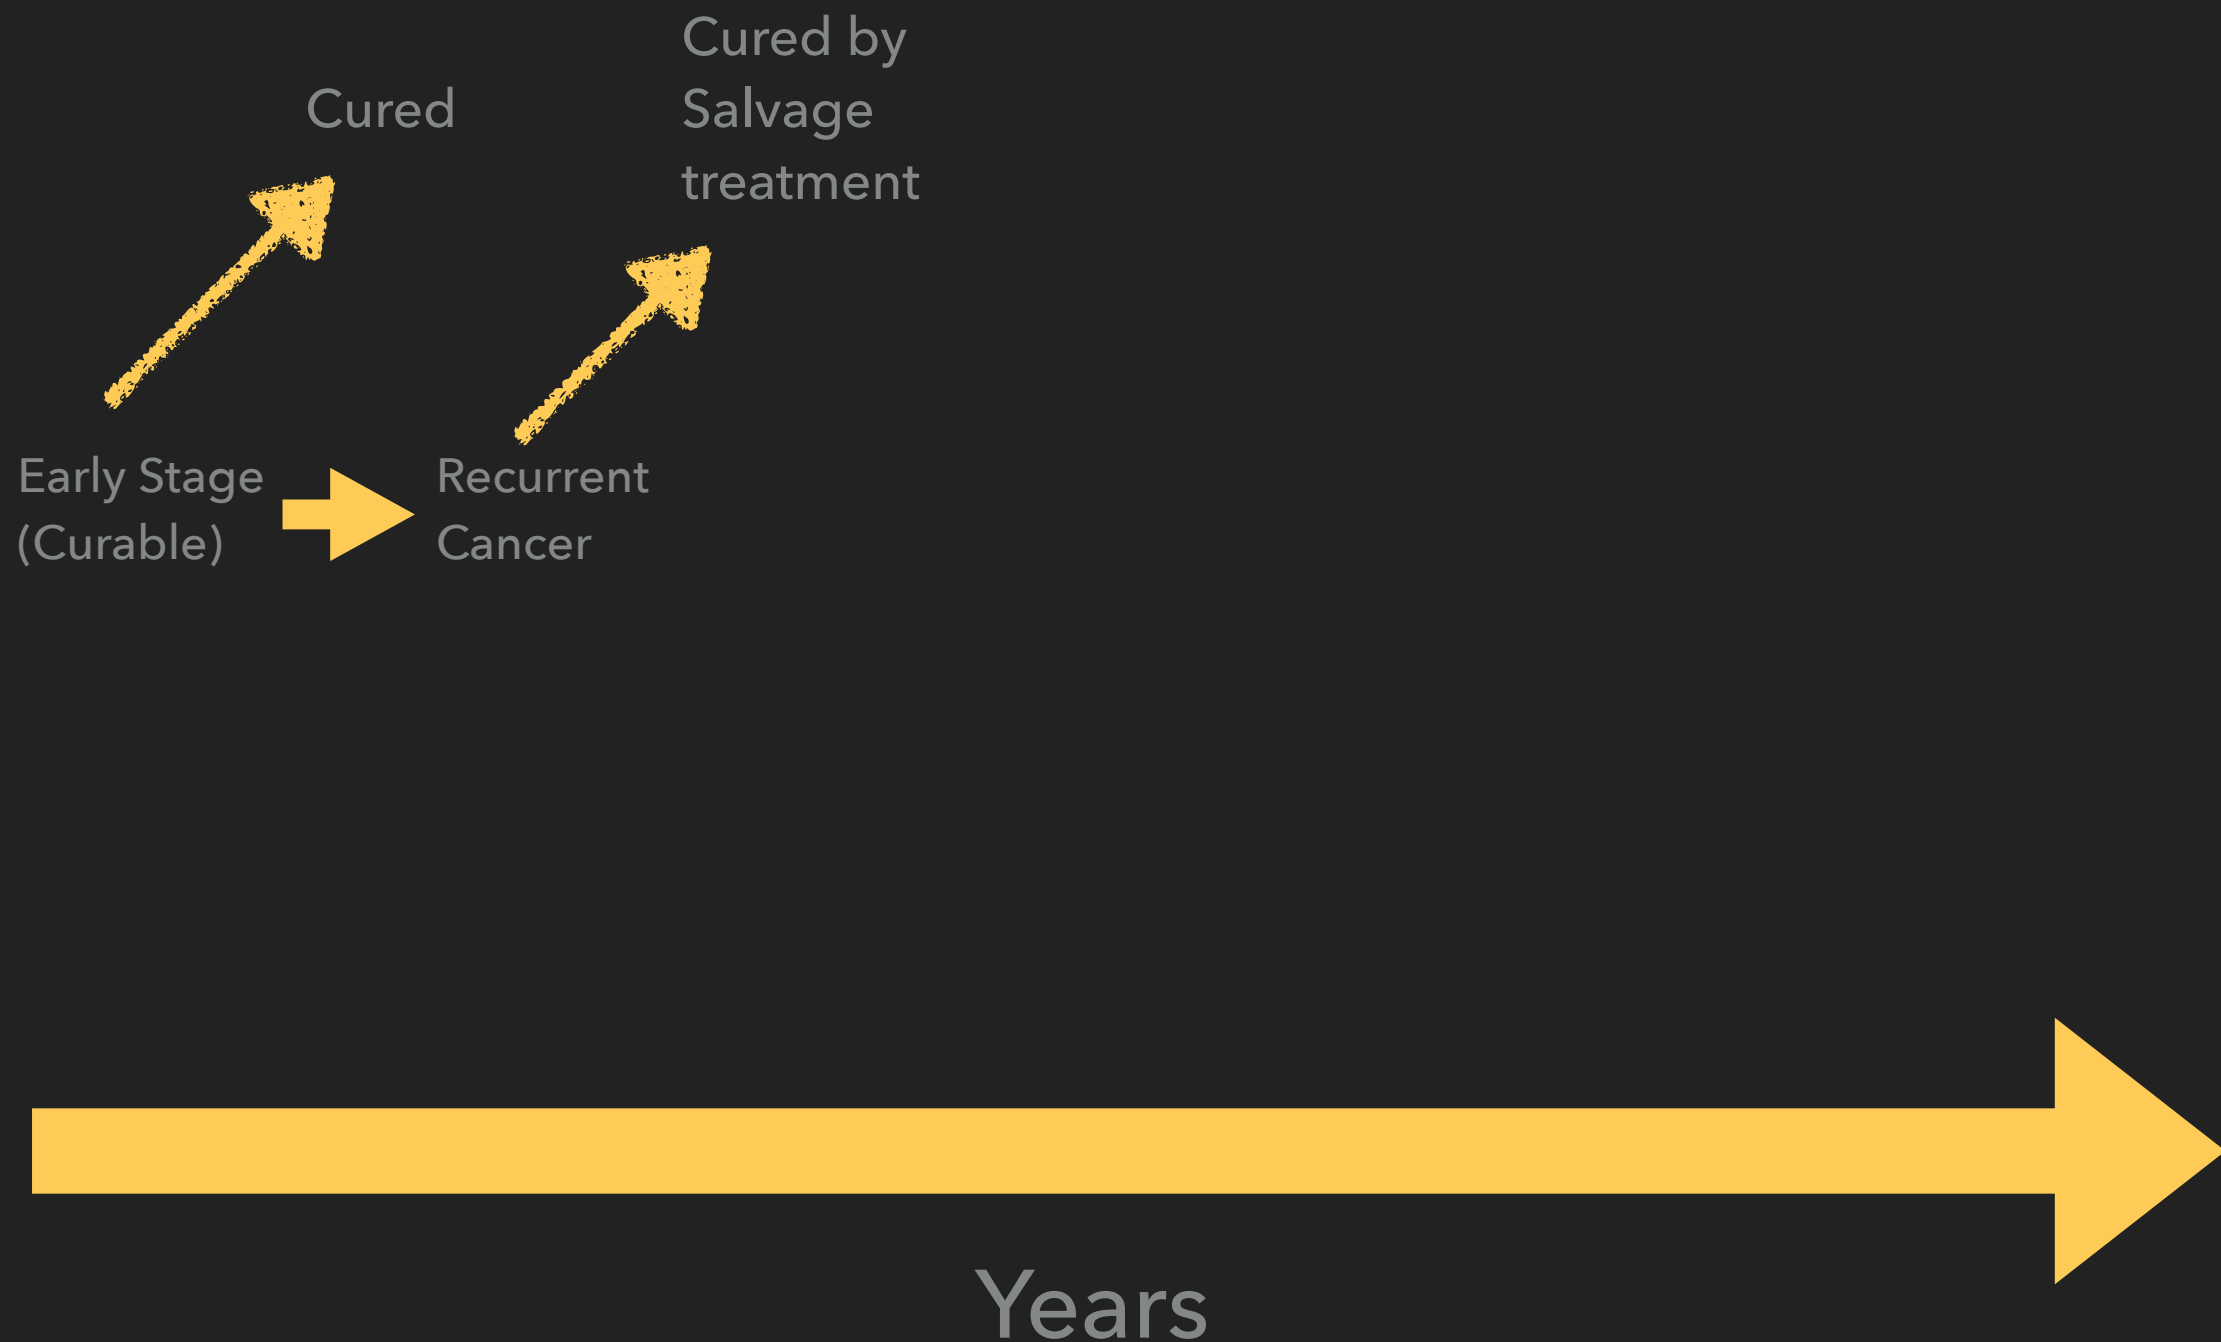 Cured
Cured by
Salvage
treatment
Early Stage
(Curable)
Recurrent
Cancer
Years